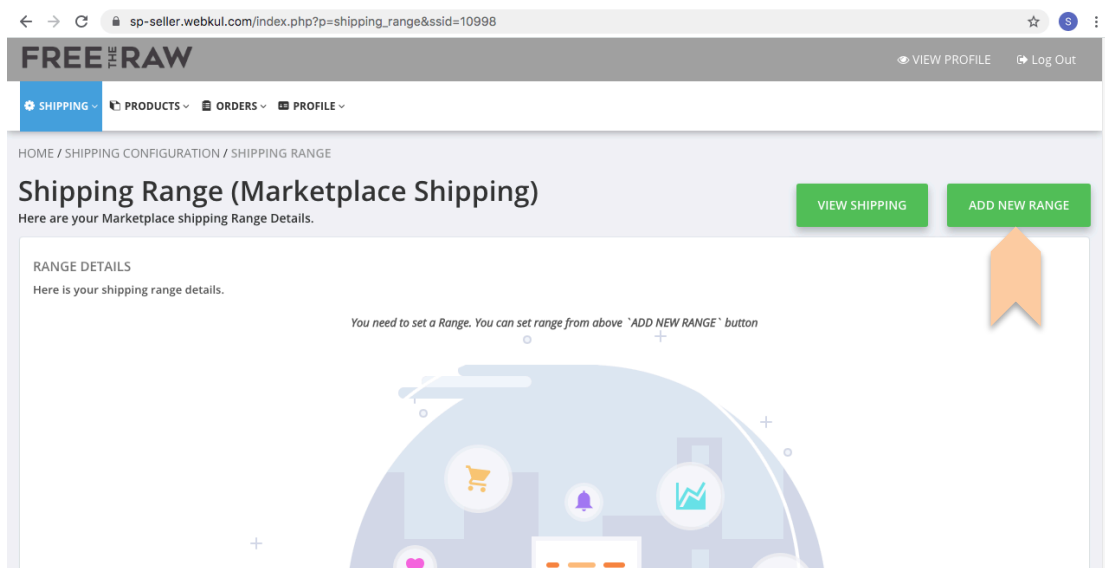 sp-seller.webkul.com/index.php?p=shipping_range&ssid=10998
S
FREE THE RAW
VIEW PROFILE
Log Out
SHIPPING
PRODUCTS
ORDERS
PROFILE
HOME / SHIPPING CONFIGURATION / SHIPPING RANGE
Shipping Range (Marketplace Shipping)
Here are your Marketplace shipping Range Details.
VIEW SHIPPING
ADD NEW RANGE
RANGE DETAILS
Here is your shipping range details.
You need to set a Range. You can set range from above `ADD NEW RANGE` button